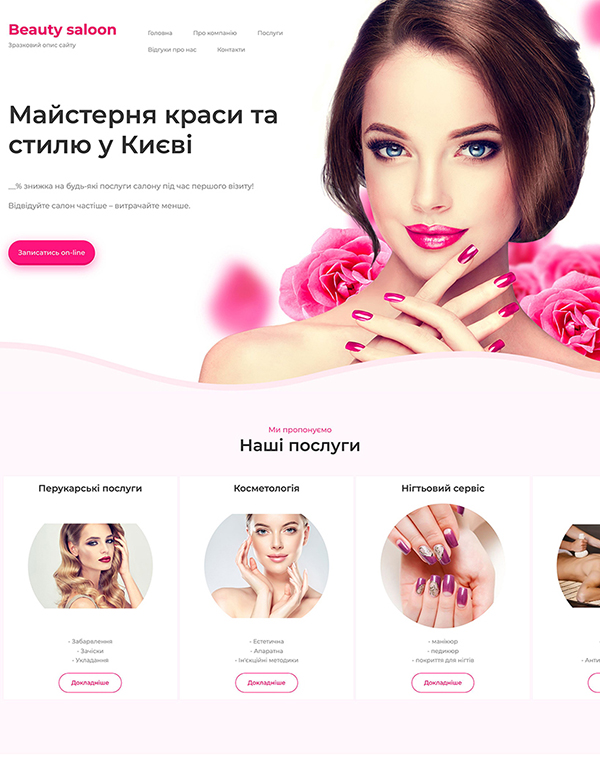 Beauty saloon
Зразковий опис сайту
Головна
Про компанію
Послуги
Відгуки про нас
Контакти
Майстерня краси та
стилю у Києві
__% знижка на будь-які послуги салону під час першого візиту!
Відвідуйте салон частіше – витрачайте менше.
Записатись on-line
Ми пропонуємо
Наші послуги
Перукарські послуги
- Забарвлення
- Зачіски
- Укладання
Докладніше
Косметологія
- Естетична
- Апаратна
- Ін'єкційні методики
Докладніше
Нігтьовий сервіс
- манікюр
- педикюр
- покриття для нігтів
Докладніше